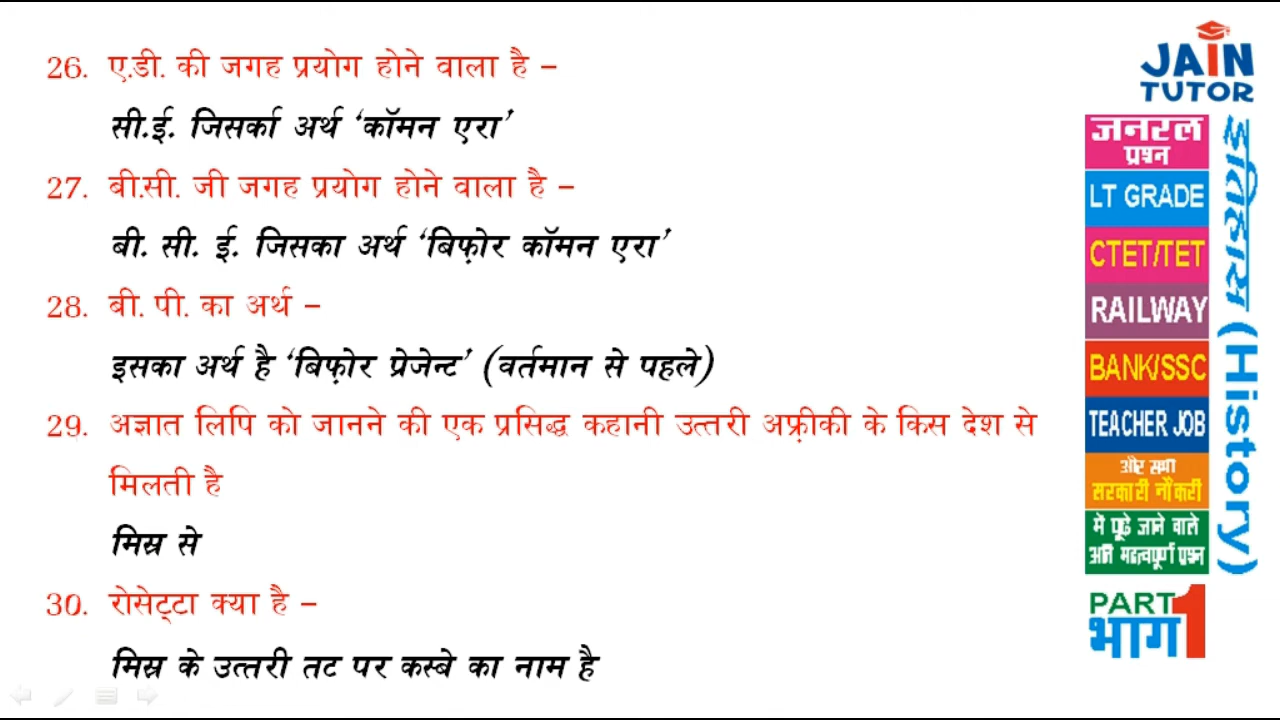 26. ए.डी. की जगह प्रयोग होने वाला है –
सी.ई. जिसर्का अर्थ ‘कॉमन एरा’
27. बी.सी. जी जगह प्रयोग होने वाला है –
बी. सी. ई. जिसका अर्थ ‘बिफ़ोर कॉमन एरा’
28. बी. पी. का अर्थ –
इसका अर्थ है ‘बिफ़ोर प्रेजेन्ट’ (वर्तमान से पहले)
29. अज्ञात लिपि को जानने की एक प्रसिद्ध कहानी उत्तरी अफ़्रीकी के किस देश से
मिलती है
मिस्र से
30. रोसेट्टा क्या है –
मिस्र के उत्तरी तट पर कस्बे का नाम है
JAIN
TUTOR
जनरल
प्रश्न
LT GRADE
CTET/TET
RAILWAY
BANK/SSC
TEACHER JOB
और सभी
सरकारी नौकरी
में पूछे जाने वाले
अति महत्वपूर्ण प्रश्न
इतिहास (History)
PART 1
भाग